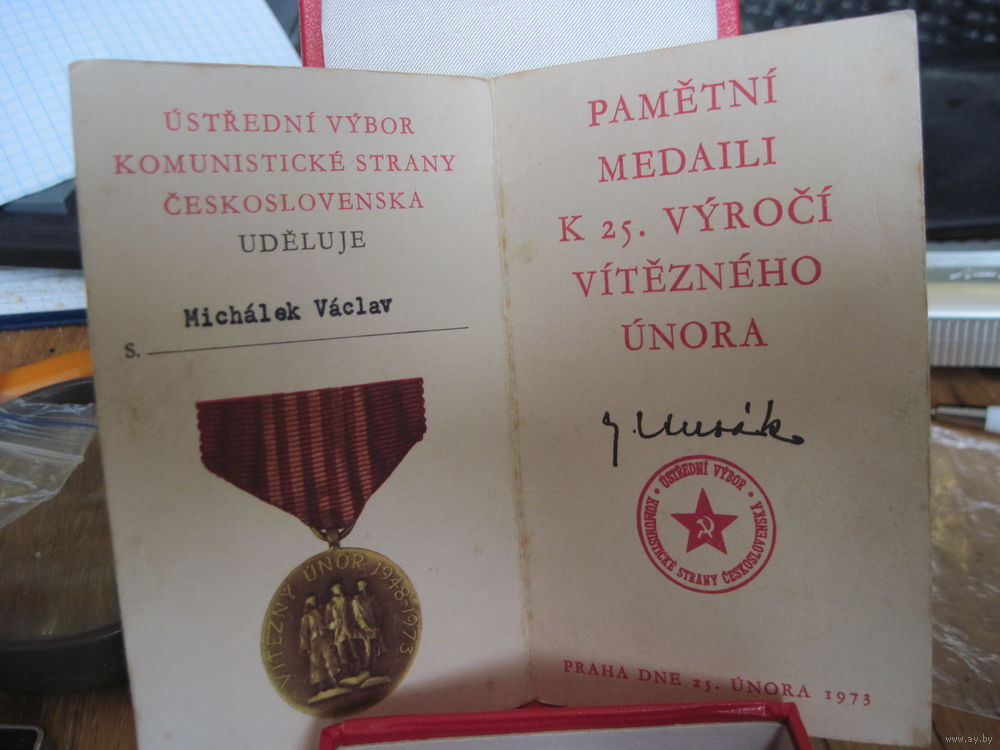 ÚSTŘEDNÍ VÝBOR
KOMUNISTICKÉ STRANY
ČESKOSLOVENSKA
UDĚLUJE
Michálek Václav
S.
VÍTĚZNÝ ÚNOR 1948-1973
PAMĚTNÍ
MEDAILI
K 25. VÝROČÍ
VÍTĚZNÉHO
ÚNORA
G. Husák
• ÚSTŘEDNÍ VÝBOR •
KOMUNISTICKÉ STRANY ČESKOSLOVENSKA
PRAHA DNE 25. ÚNORA 1973
www.ay.by